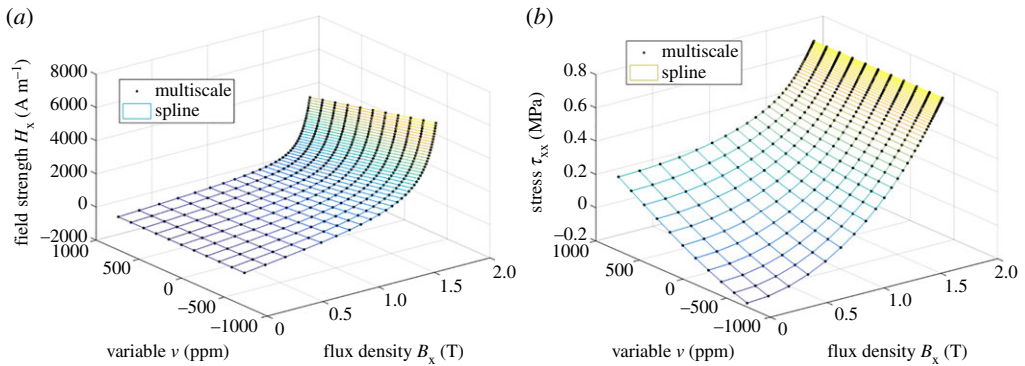 (a)
8000
6000
4000
2000
0
−2000
field strength Hx (A m−1)
multiscale
spline
1000
500
0
−500
−1000
variable v (ppm)
0
0.5
1.0
1.5
2.0
flux density Bx (T)
(b)
0.8
0.6
0.4
0.2
0
−0.2
stress τxx (MPa)
multiscale
spline
1000
500
0
−500
−1000
variable v (ppm)
0
0.5
1.0
1.5
2.0
flux density Bx (T)